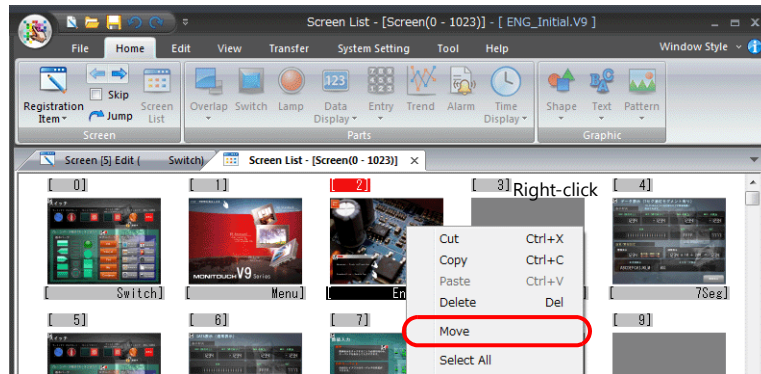 Screen List - [Screen(0 - 1023)] - [ ENG_Initial.V9 ]
File Home Edit View Transfer System Setting Tool Help Window Style
Registration Item
Skip
Jump
Screen List
Overlap
Switch
Lamp
Data Display
Entry
Trend
Alarm
Time Display
Shape
Text
Pattern
Screen Parts Graphic
Screen [5] Edit ( Switch) Screen List - [Screen(0 - 1023)]
[ 0] [ 1] [ 2] [ 3] Right-click [ 4]
MONITOUCH V9 Series
[ Switch] [ Menu] [ En 7Seg]
Cut Ctrl+X
Copy Ctrl+C
Paste Ctrl+V
Delete Del
Move
Select All
[ 5] [ 6] [ 7] [ 9]